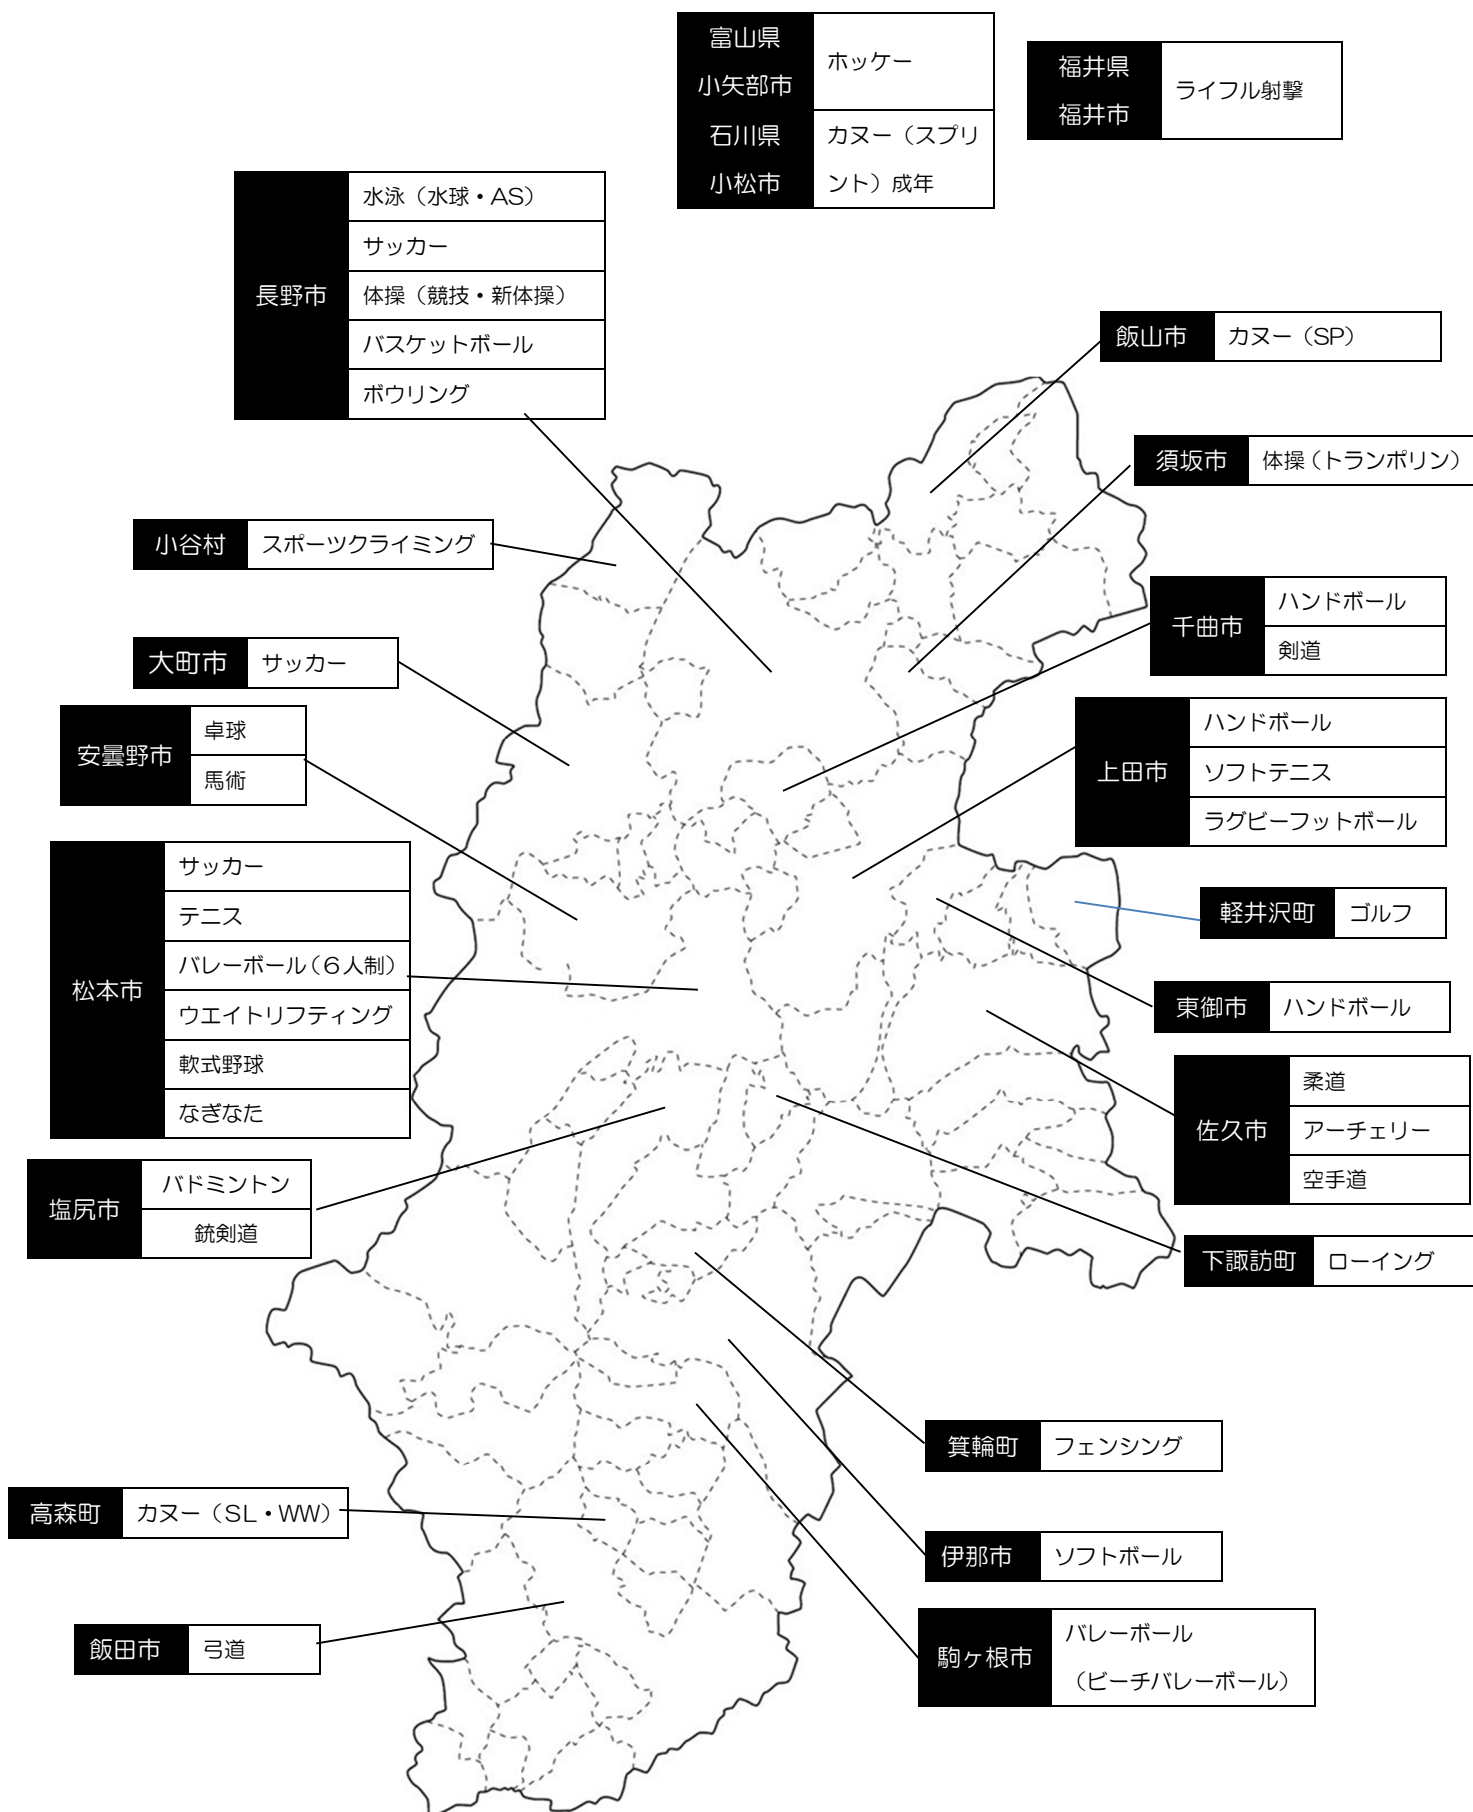 富山県
小矢部市
ホッケー
石川県
小松市
カヌー（スプリ
ント）成年
福井県
福井市
ライフル射撃
長野市
水泳（水球・AS）
サッカー
体操（競技・新体操）
バスケットボール
ボウリング
飯山市
カヌー（SP）
須坂市
体操（トランポリン）
小谷村
スポーツクライミング
千曲市
ハンドボール
剣道
大町市
サッカー
安曇野市
卓球
馬術
上田市
ハンドボール
ソフトテニス
ラグビーフットボール
松本市
サッカー
テニス
バレーボール（６人制）
ウエイトリフティング
軟式野球
なぎなた
軽井沢町
ゴルフ
東御市
ハンドボール
佐久市
柔道
アーチェリー
空手道
塩尻市
バドミントン
銃剣道
下諏訪町
ローイング
箕輪町
フェンシング
高森町
カヌー（SL・WW）
伊那市
ソフトボール
飯田市
弓道
駒ヶ根市
バレーボール
（ビーチバレーボール）